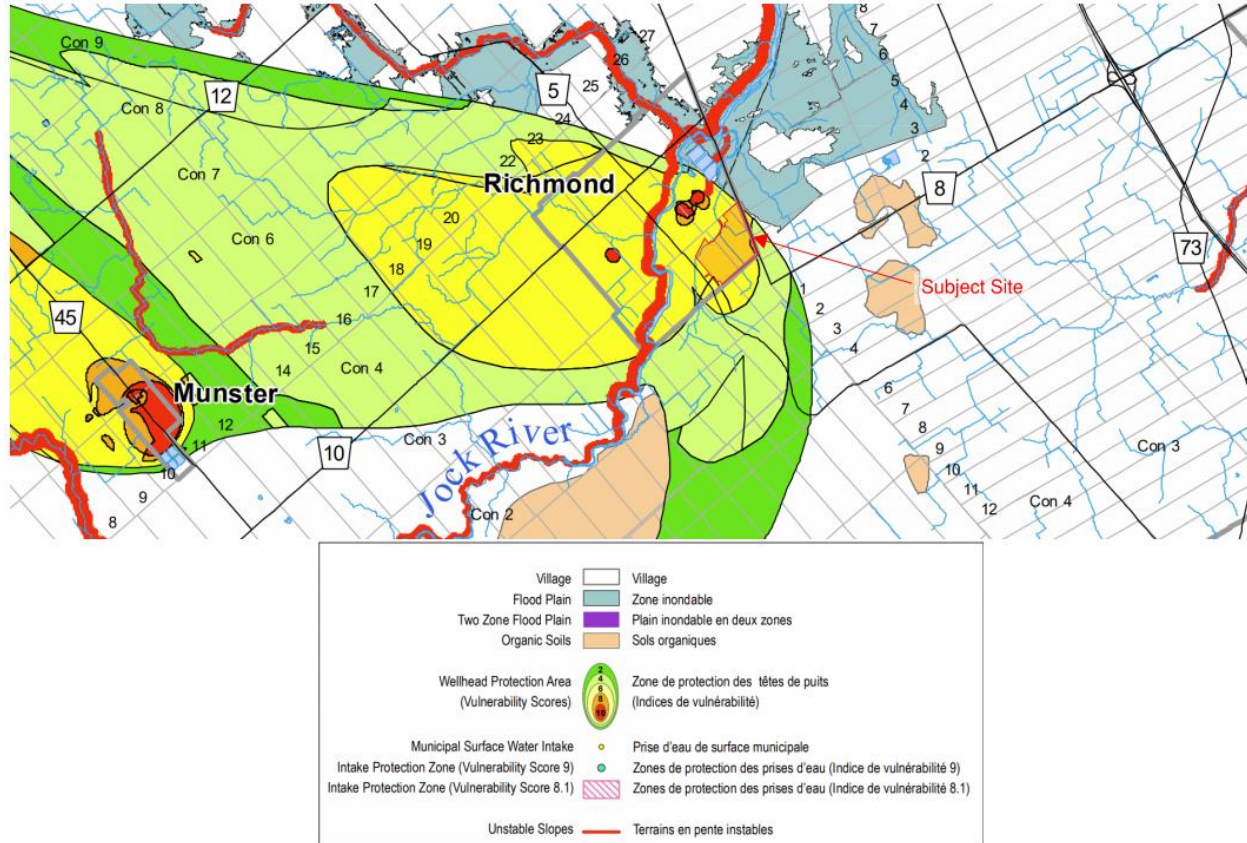 Con 9
12
5
27
26
25
24
23
22
8
7
6
5
4
3
2
Con 8
Con 7
Con 6
Richmond
20
19
18
17
16
15
14
Con 4
8
73
Subject Site
1
2
3
4
45
Munster
12
11
10
9
8
10
Con 3
Jock River
Con 2
6
7
8
9
10
11
12
Con 3
Con 4
Village Village
Flood Plain Zone inondable
Two Zone Flood Plain Plain inondable en deux zones
Organic Soils Sols organiques
2
4
6
8
10
Wellhead Protection Area Zone de protection des têtes de puits
(Vulnerability Scores) (Indices de vulnérabilité)
Municipal Surface Water Intake Prise d'eau de surface municipale
Intake Protection Zone (Vulnerability Score 9) Zones de protection des prises d'eau (Indice de vulnérabilité 9)
Intake Protection Zone (Vulnerability Score 8.1) Zones de protection des prises d'eau (Indice de vulnérabilité 8.1)
Unstable Slopes Terrains en pente instables